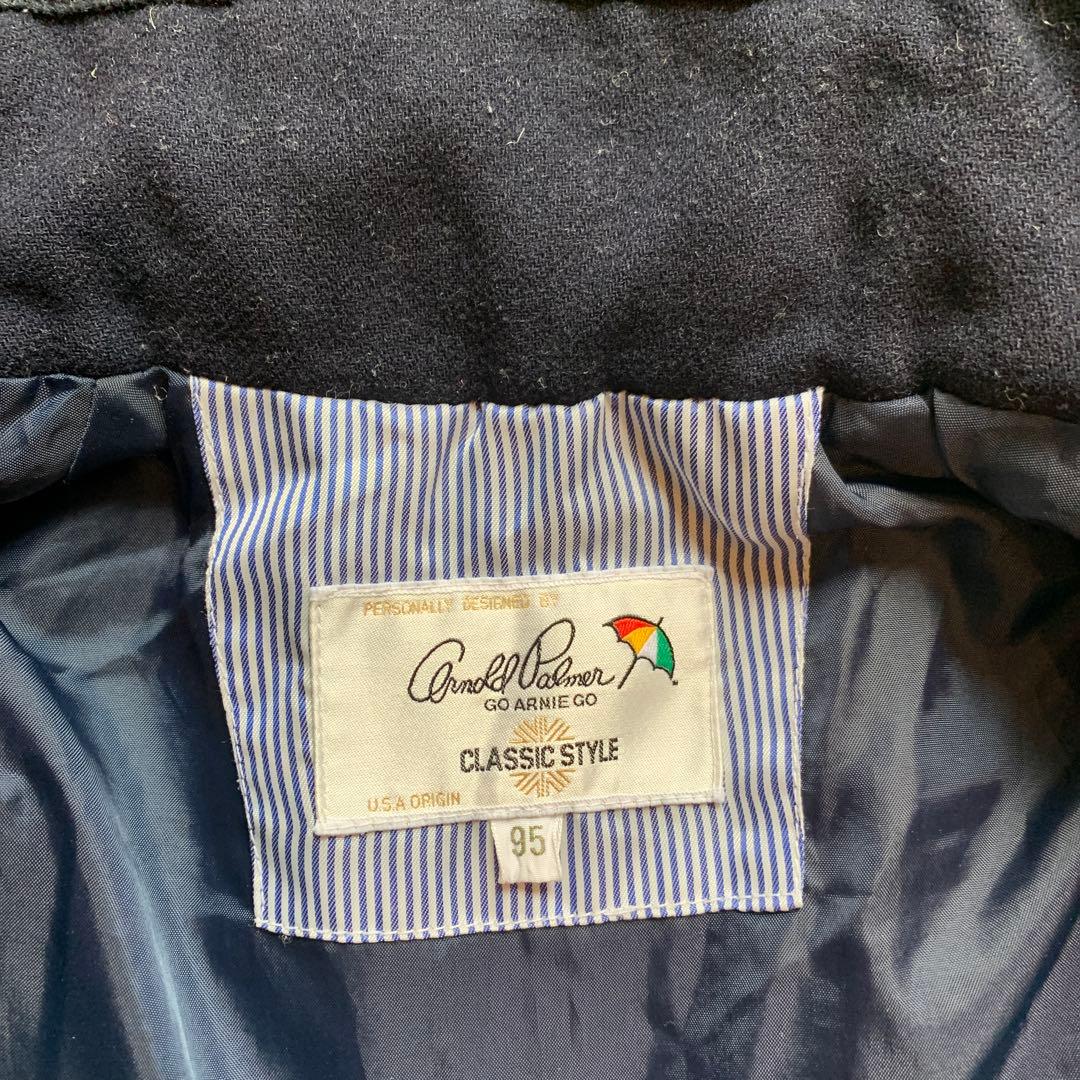 PERSONALLY DESIGNED BY
Arnold Palmer
GO ARNIE GO
CLASSIC STYLE
U.S.A ORIGIN
95